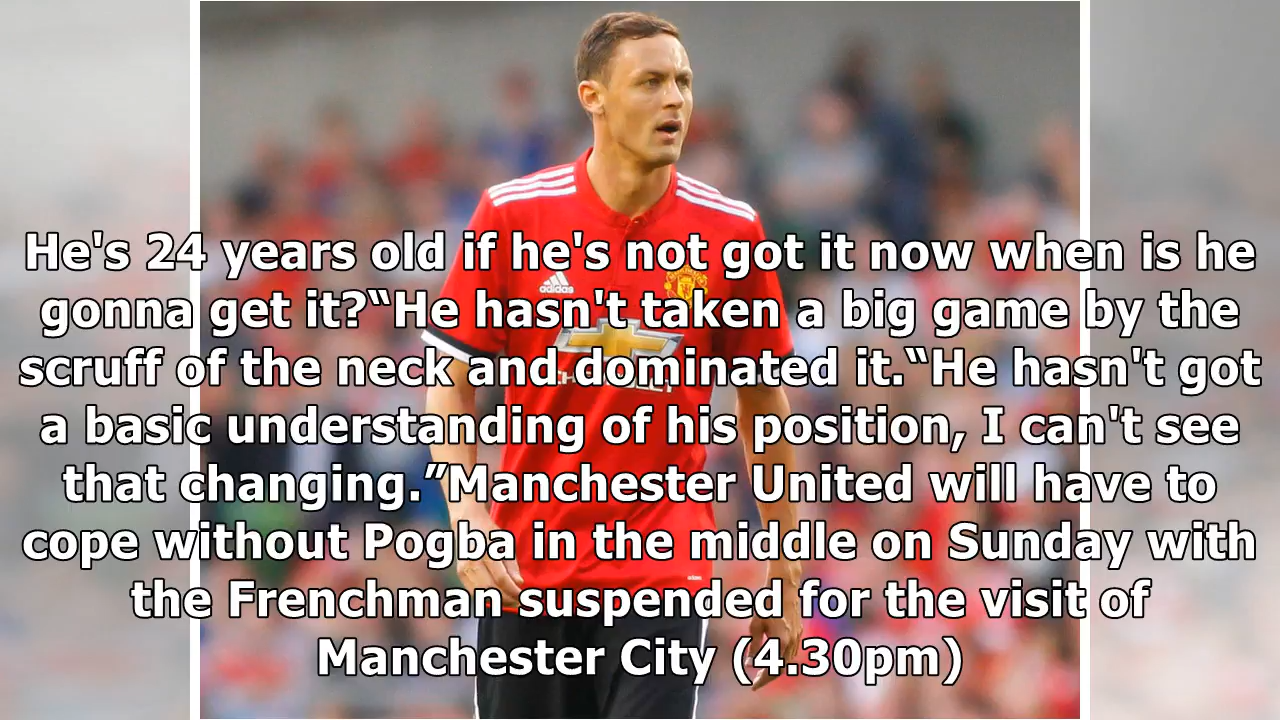 He's 24 years old if he's not got it now when is he
gonna get it?“He hasn't taken a big game by the
scruff of the neck and dominated it.“He hasn't got
a basic understanding of his position, I can't see
that changing.”Manchester United will have to
cope without Pogba in the middle on Sunday with
the Frenchman suspended for the visit of
Manchester City (4.30pm)
adidas